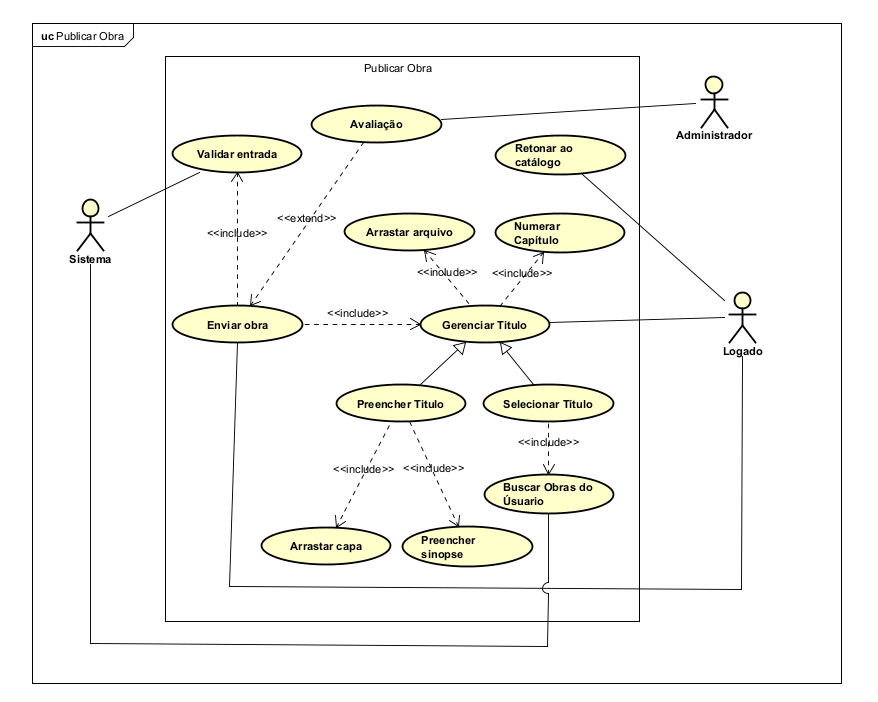 uc Publicar Obra
Publicar Obra
Avaliação
Administrador
Validar entrada
Retonar ao
catálogo
<<extend>>
<<include>>
Arrastar arquivo
Numerar
Capítulo
Sistema
<<include>>
<<include>>
<<include>>
Enviar obra
Gerenciar Titulo
Logado
Preencher Titulo
Selecionar Título
<<include>>
<<include>>
<<include>>
Buscar Obras do
Úsuario
Arrastar capa
Preencher
sinopse